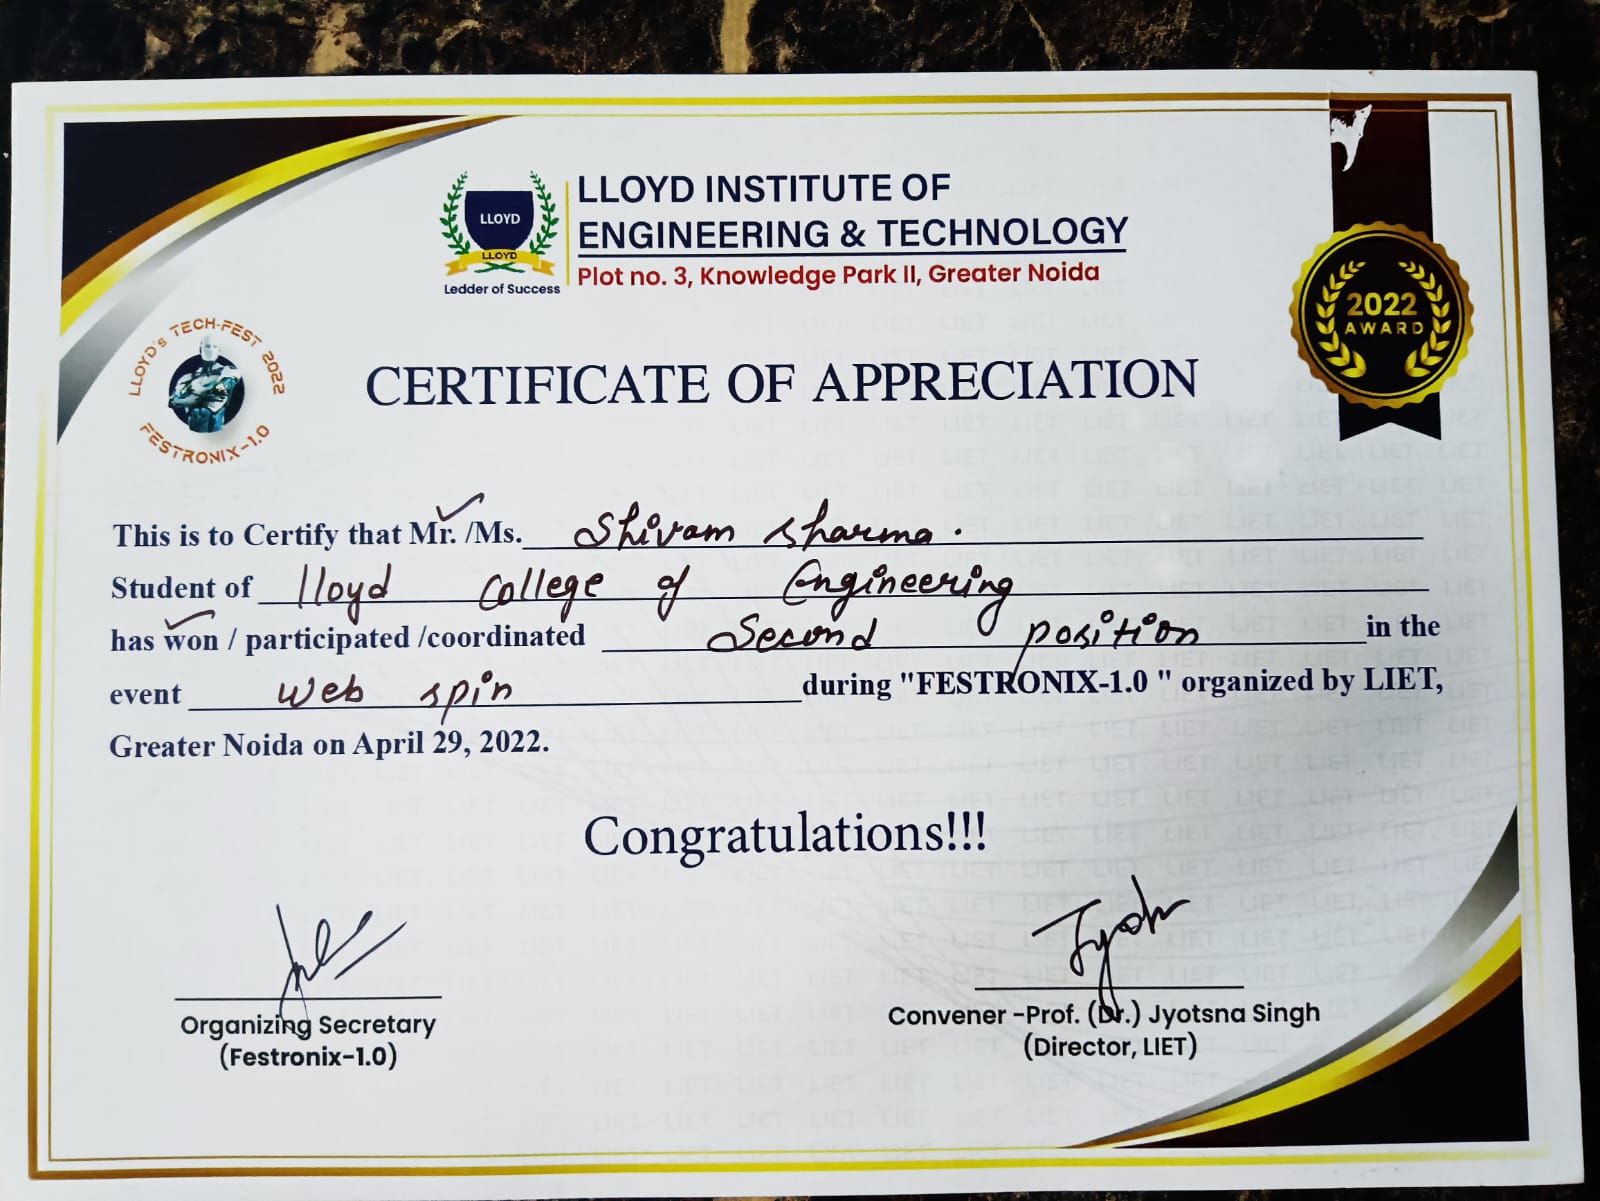 LLOYD INSTITUTE OF
ENGINEERING & TECHNOLOGY
Plot no. 3, Knowledge Park II, Greater Noida
LLOYD
LLOYD
Ledder of Success
2022
AWARD
LLOYD's TECH-FEST 2022
FESTRONIX-1.0
CERTIFICATE OF APPRECIATION
This is to Certify that Mr. /Ms. Shivam Sharma.
Student of lloyd college of Engineering
has won / participated /coordinated Second position in the
event web spin during "FESTRONIX-1.0 " organized by LIET,
Greater Noida on April 29, 2022.
Congratulations!!!
Organizing Secretary
(Festronix-1.0)
Convener -Prof. (Dr.) Jyotsna Singh
(Director, LIET)